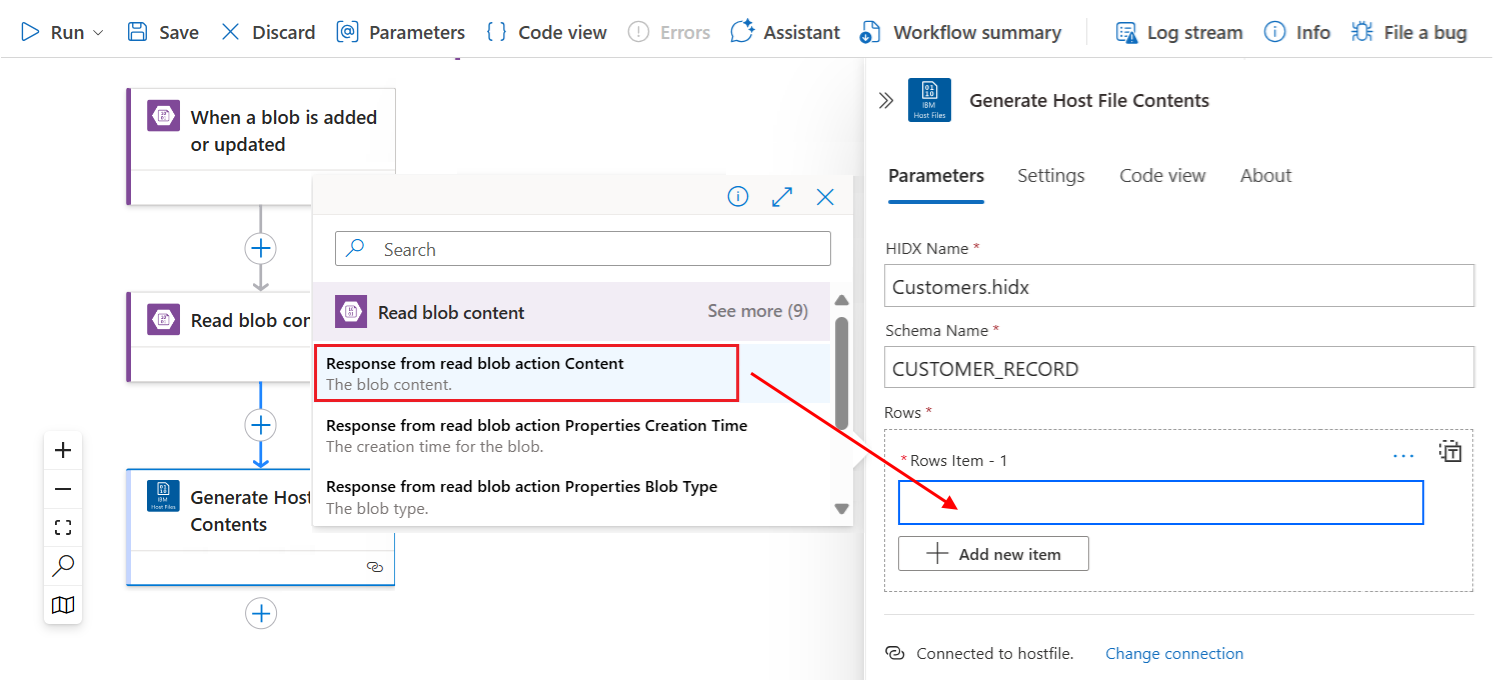 Run Save Discard Parameters Code view Errors Assistant Workflow summary Log stream Info File a bug
When a blob is added
or updated
Read blob cor
Generate Host
Contents
Search
Read blob content See more (9)
Response from read blob action Content
The blob content.
Response from read blob action Properties Creation Time
The creation time for the blob.
Response from read blob action Properties Blob Type
The blob type.
IBM
Host Files
Generate Host File Contents
Parameters Settings Code view About
HIDX Name *
Customers.hidx
Schema Name *
CUSTOMER_RECORD
Rows *
* Rows Item - 1
Add new item
Connected to hostfile. Change connection